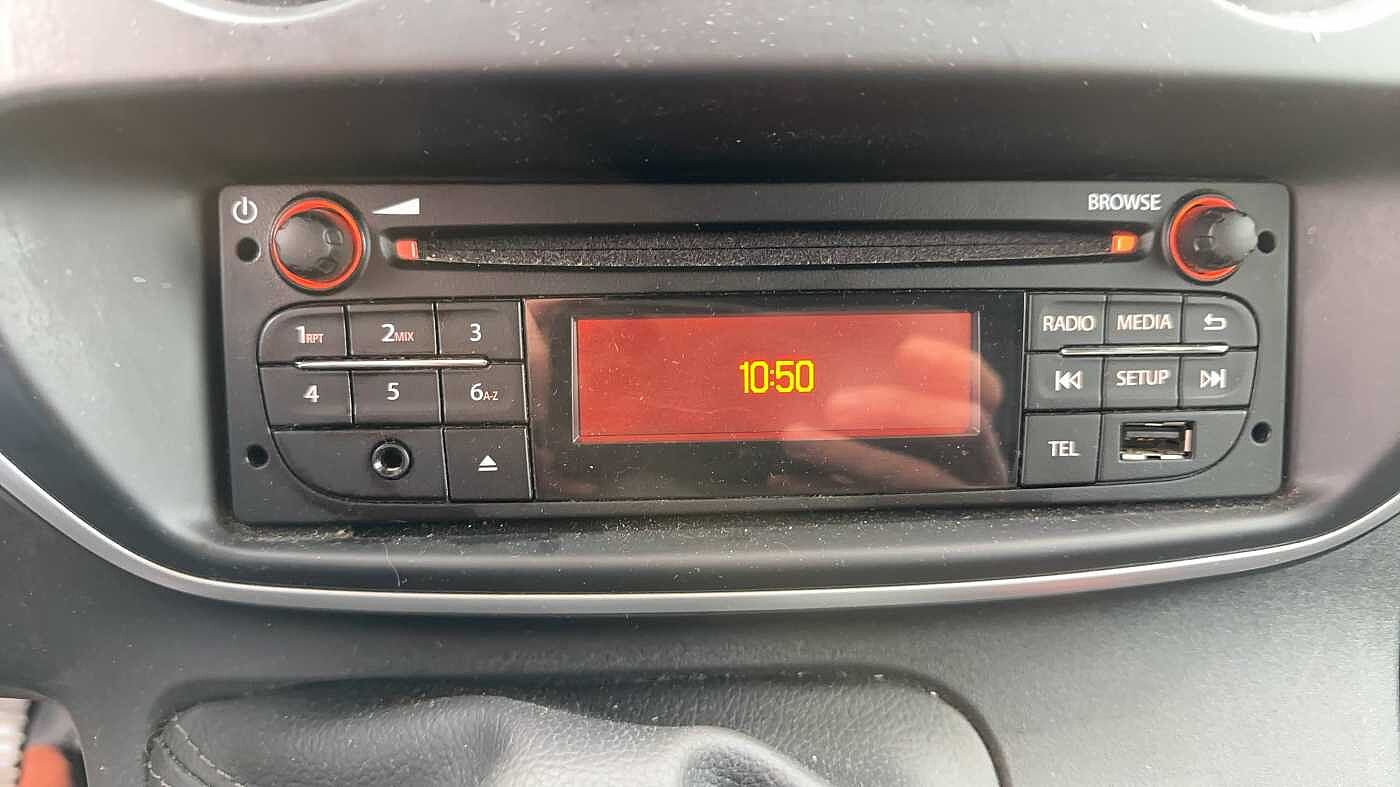 BROWSE
1RPT 2MIX 3
RADIO MEDIA
10:50
4 5 6A-Z
SETUP
TEL